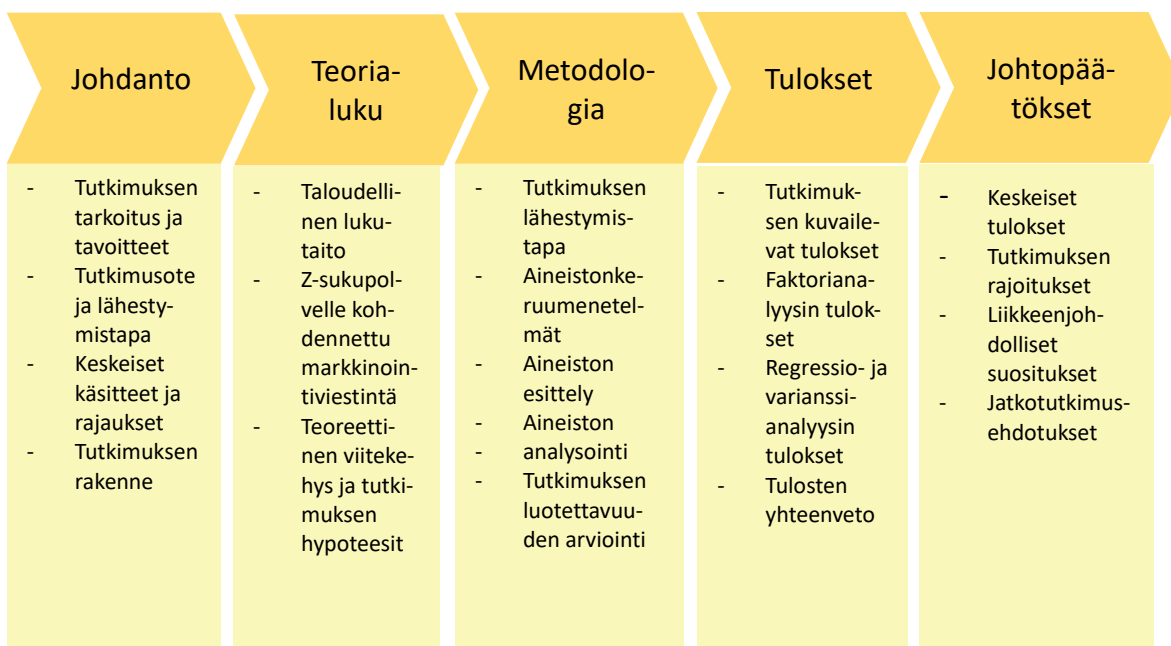 Johdanto
- Tutkimuksen
tarkoitus ja
tavoitteet
- Tutkimusote
ja lähesty-
mistapa
- Keskeiset
käsitteet ja
rajaukset
- Tutkimuksen
rakenne
Teoria-
luku
- Taloudelli-
nen luku-
taito
- Z-sukupol-
velle koh-
dennettu
markkinoin-
tiviestintä
- Teoreetti-
nen viiteke-
hys ja tutki-
muksen
hypoteesit
Metodolo-
gia
- Tutkimuksen
lähestymis-
tapa
- Aineistonke-
ruumenetel-
mät
- Aineiston
esittely
- Aineiston
- analysointi
- Tutkimuksen
luotettavuu-
den arviointi
Tulokset
- Tutkimuk-
sen kuvaile-
vat tulokset
- Faktoriana-
lyysin tulok-
set
- Regressio- ja
varianssi-
analyysin
tulokset
- Tulosten
yhteenveto
Johtopää-
tökset
- Keskeiset
tulokset
- Tutkimuksen
rajoitukset
- Liikkeenjoh-
dolliset
suositukset
- Jatkotutkimus-
ehdotukset